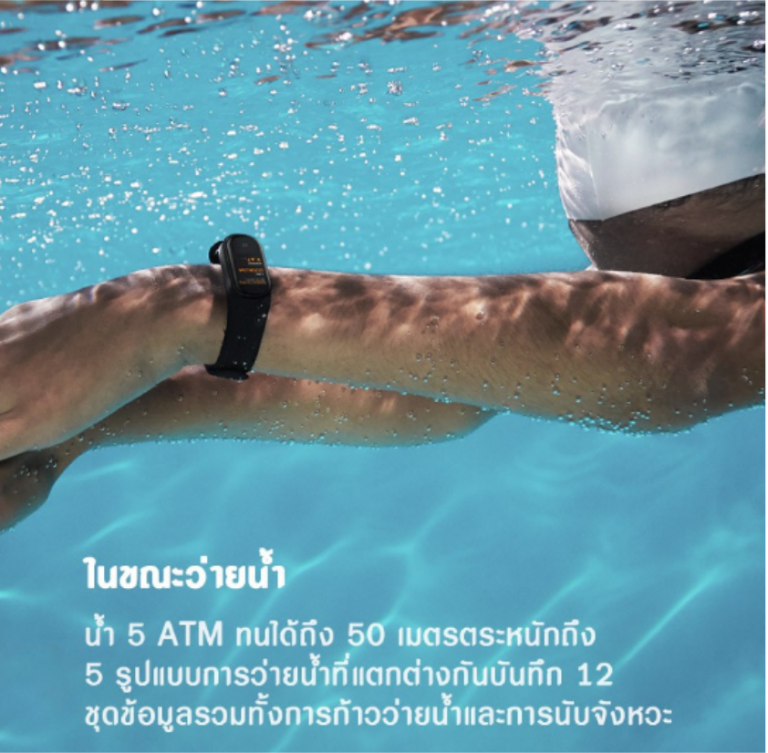 ในขณะว่ายน้ำ
น้ำ 5 ATM ทนได้ถึง 50 เมตรตระหนักถึง
5 รูปแบบการว่ายน้ำที่แตกต่างกันบันทึก 12
ชุดข้อมูลรวมทั้งการก้าวว่ายน้ำและการนับจังหวะ